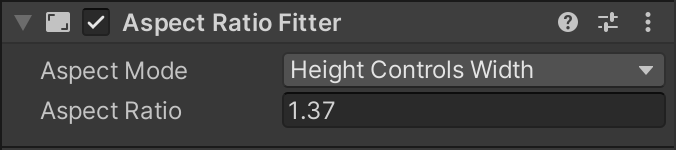 Aspect Ratio Fitter
Aspect Mode Height Controls Width
Aspect Ratio 1.37